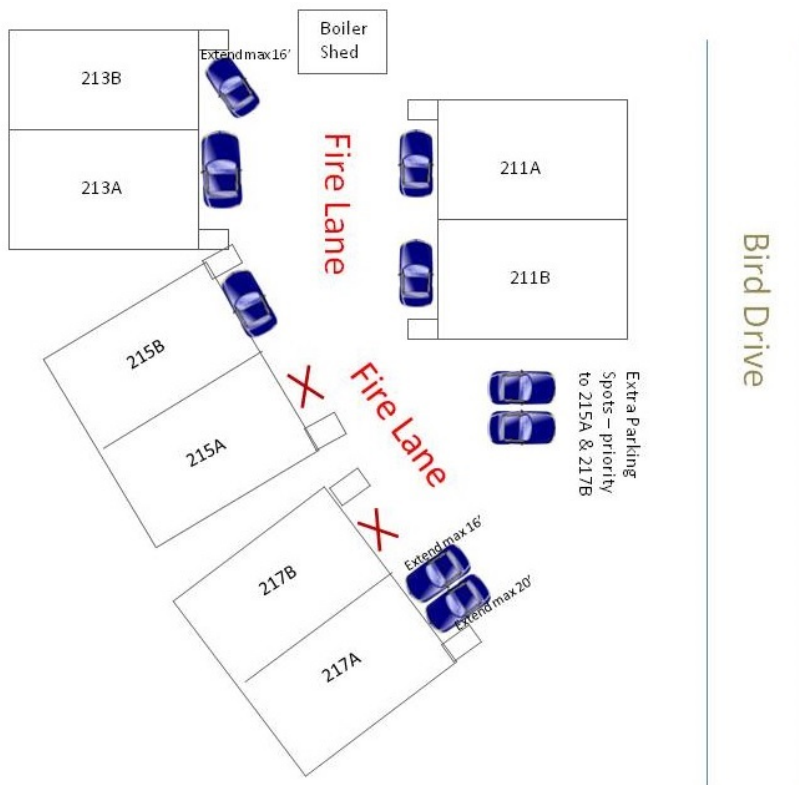 Boiler
Shed
Extend max 16'
213B
213A
Fire Lane
211A
211B
Bird Drive
215B
215A
Fire Lane
Extra Parking
Spots – priority
to 215A & 217B
217B
217A
Extend max 16'
Extend max 20'